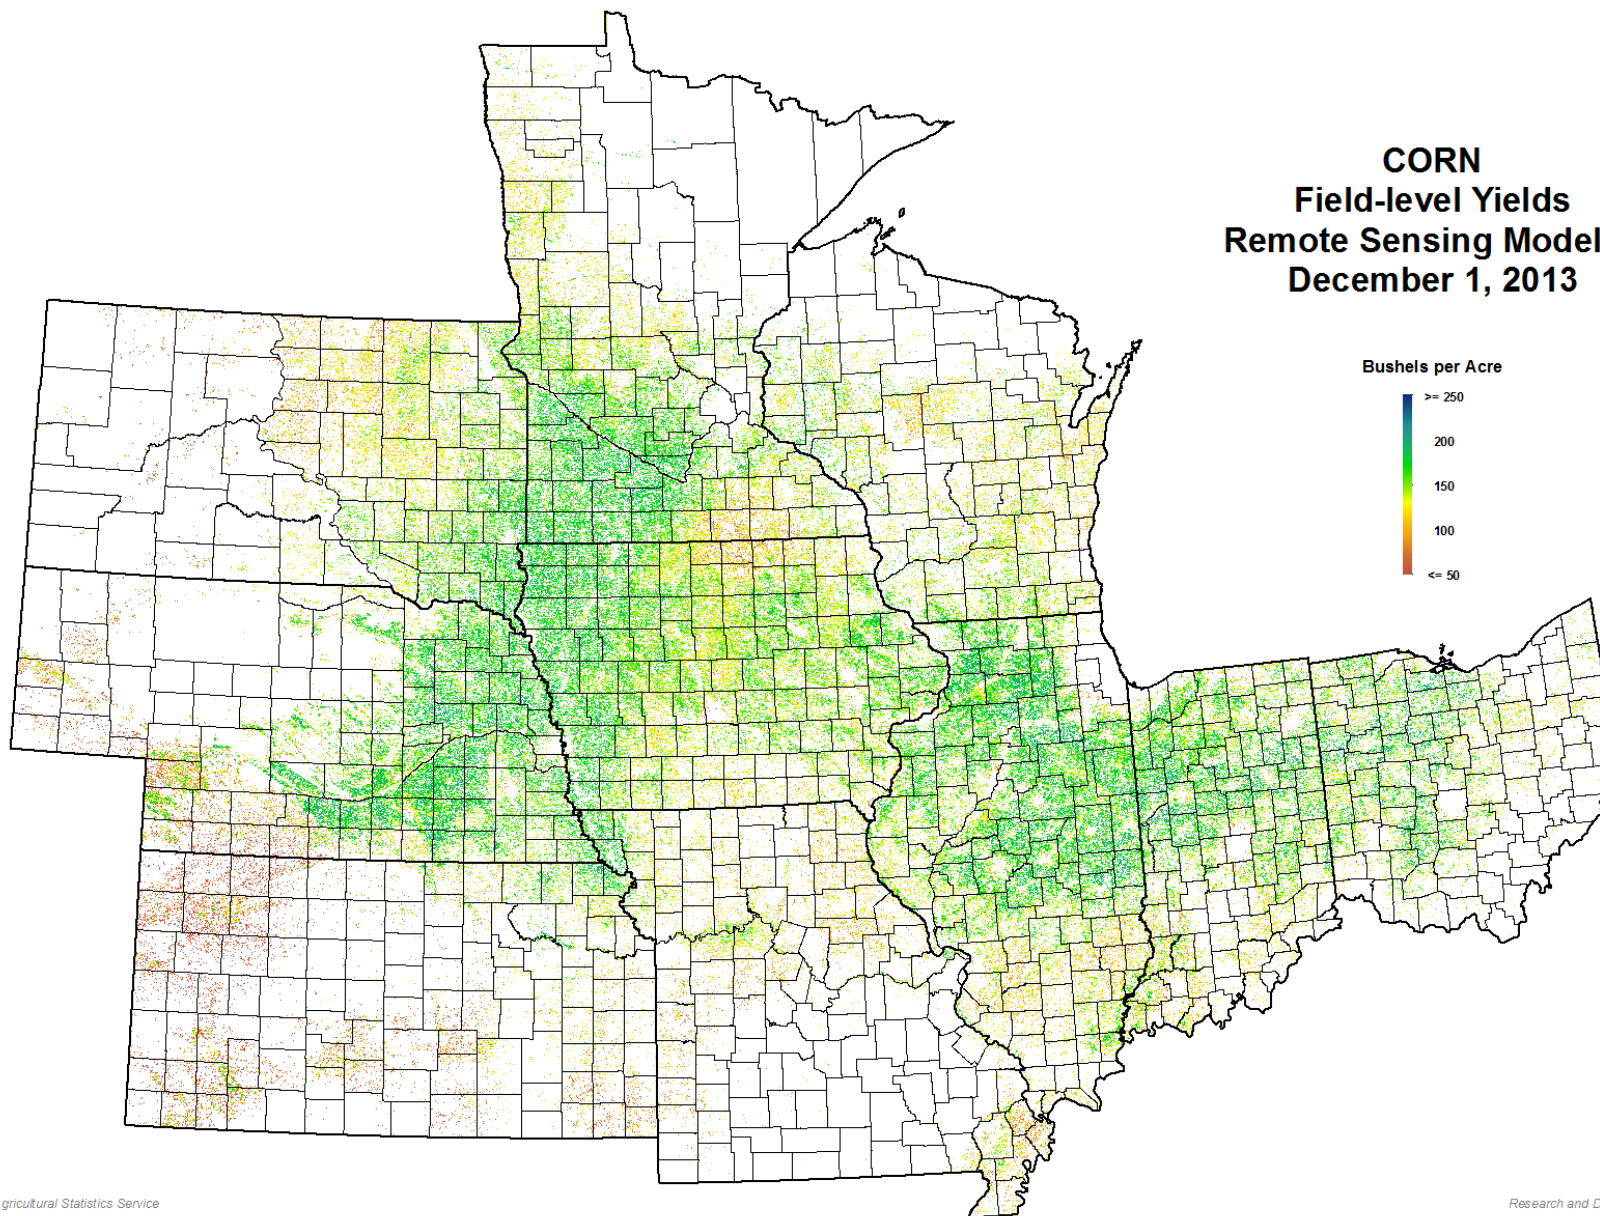 CORN
Field-level Yields
Remote Sensing Model
December 1, 2013
Bushels per Acre
>= 250
200
150
100
<= 50
gricultural Statistics Service
Research and D